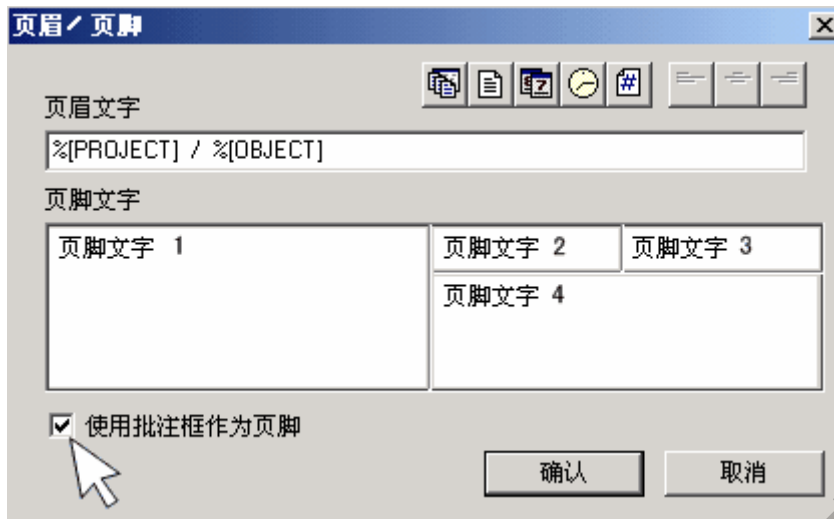 页眉/ 页脚
页眉文字
%[PROJECT] / %[OBJECT]
页脚文字
页脚文字 1
页脚文字 2
页脚文字 3
页脚文字 4
使用批注框作为页脚
确认
取消